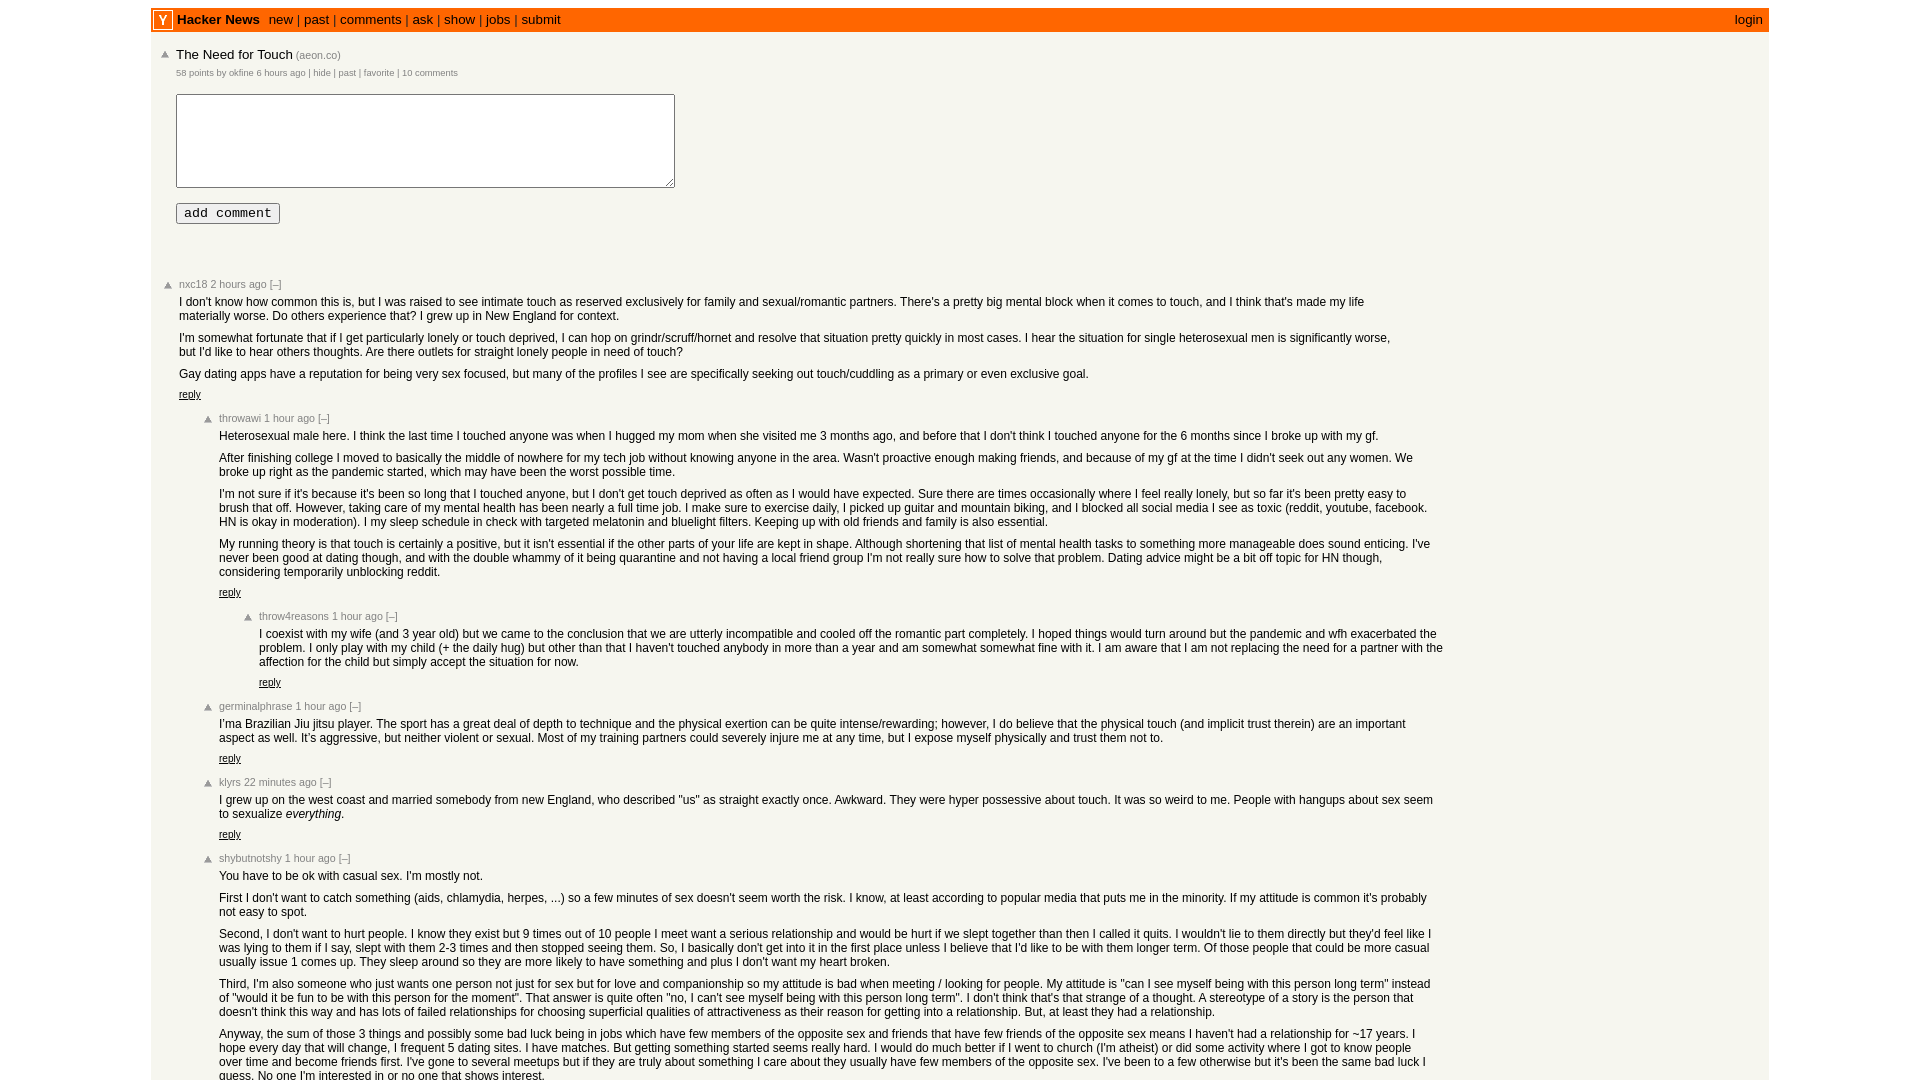 Y Hacker News new | past | comments | ask | show | jobs | submit login
The Need for Touch (aeon.co)
58 points by okfine 6 hours ago | hide | past | favorite | 10 comments
add comment
nxc18 2 hours ago [–]
I don't know how common this is, but I was raised to see intimate touch as reserved exclusively for family and sexual/romantic partners. There's a pretty big mental block when it comes to touch, and I think that's made my life
materially worse. Do others experience that? I grew up in New England for context.
I'm somewhat fortunate that if I get particularly lonely or touch deprived, I can hop on grindr/scruff/hornet and resolve that situation pretty quickly in most cases. I hear the situation for single heterosexual men is significantly worse,
but I'd like to hear others thoughts. Are there outlets for straight lonely people in need of touch?
Gay dating apps have a reputation for being very sex focused, but many of the profiles I see are specifically seeking out touch/cuddling as a primary or even exclusive goal.
reply
throwawi 1 hour ago [–]
Heterosexual male here. I think the last time I touched anyone was when I hugged my mom when she visited me 3 months ago, and before that I don't think I touched anyone for the 6 months since I broke up with my gf.
After finishing college I moved to basically the middle of nowhere for my tech job without knowing anyone in the area. Wasn't proactive enough making friends, and because of my gf at the time I didn't seek out any women. We
broke up right as the pandemic started, which may have been the worst possible time.
I'm not sure if it's because it's been so long that I touched anyone, but I don't get touch deprived as often as I would have expected. Sure there are times occasionally where I feel really lonely, but so far it's been pretty easy to
brush that off. However, taking care of my mental health has been nearly a full time job. I make sure to exercise daily, I picked up guitar and mountain biking, and I blocked all social media I see as toxic (reddit, youtube, facebook.
HN is okay in moderation). I my sleep schedule in check with targeted melatonin and bluelight filters. Keeping up with old friends and family is also essential.
My running theory is that touch is certainly a positive, but it isn't essential if the other parts of your life are kept in shape. Although shortening that list of mental health tasks to something more manageable does sound enticing. I've
never been good at dating though, and with the double whammy of it being quarantine and not having a local friend group I'm not really sure how to solve that problem. Dating advice might be a bit off topic for HN though,
considering temporarily unblocking reddit.
reply
throw4reasons 1 hour ago [–]
I coexist with my wife (and 3 year old) but we came to the conclusion that we are utterly incompatible and cooled off the romantic part completely. I hoped things would turn around but the pandemic and wfh exacerbated the
problem. I only play with my child (+ the daily hug) but other than that I haven't touched anybody in more than a year and am somewhat somewhat fine with it. I am aware that I am not replacing the need for a partner with the
affection for the child but simply accept the situation for now.
reply
germinalphrase 1 hour ago [–]
I’ma Brazilian Jiu jitsu player. The sport has a great deal of depth to technique and the physical exertion can be quite intense/rewarding; however, I do believe that the physical touch (and implicit trust therein) are an important
aspect as well. It’s aggressive, but neither violent or sexual. Most of my training partners could severely injure me at any time, but I expose myself physically and trust them not to.
reply
klyrs 22 minutes ago [–]
I grew up on the west coast and married somebody from new England, who described "us" as straight exactly once. Awkward. They were hyper possessive about touch. It was so weird to me. People with hangups about sex seem
to sexualize everything.
reply
shybutnotshy 1 hour ago [–]
You have to be ok with casual sex. I'm mostly not.
First I don't want to catch something (aids, chlamydia, herpes, ...) so a few minutes of sex doesn't seem worth the risk. I know, at least according to popular media that puts me in the minority. If my attitude is common it's probably
not easy to spot.
Second, I don't want to hurt people. I know they exist but 9 times out of 10 people I meet want a serious relationship and would be hurt if we slept together than then I called it quits. I wouldn't lie to them directly but they'd feel like I
was lying to them if I say, slept with them 2-3 times and then stopped seeing them. So, I basically don't get into it in the first place unless I believe that I'd like to be with them longer term. Of those people that could be more casual
usually issue 1 comes up. They sleep around so they are more likely to have something and plus I don't want my heart broken.
Third, I'm also someone who just wants one person not just for sex but for love and companionship so my attitude is bad when meeting / looking for people. My attitude is "can I see myself being with this person long term" instead
of "would it be fun to be with this person for the moment". That answer is quite often "no, I can't see myself being with this person long term". I don't think that's that strange of a thought. A stereotype of a story is the person that
doesn't think this way and has lots of failed relationships for choosing superficial qualities of attractiveness as their reason for getting into a relationship. But, at least they had a relationship.
Anyway, the sum of those 3 things and possibly some bad luck being in jobs which have few members of the opposite sex and friends that have few friends of the opposite sex means I haven't had a relationship for ~17 years. I
hope every day that will change, I frequent 5 dating sites. I have matches. But getting something started seems really hard. I would do much better if I went to church (I'm atheist) or did some activity where I got to know people
over time and become friends first. I've gone to several meetups but if they are truly about something I care about they usually have few members of the opposite sex. I've been to a few otherwise but it's been the same bad luck I
guess. No one I'm interested in or no one that shows interest.